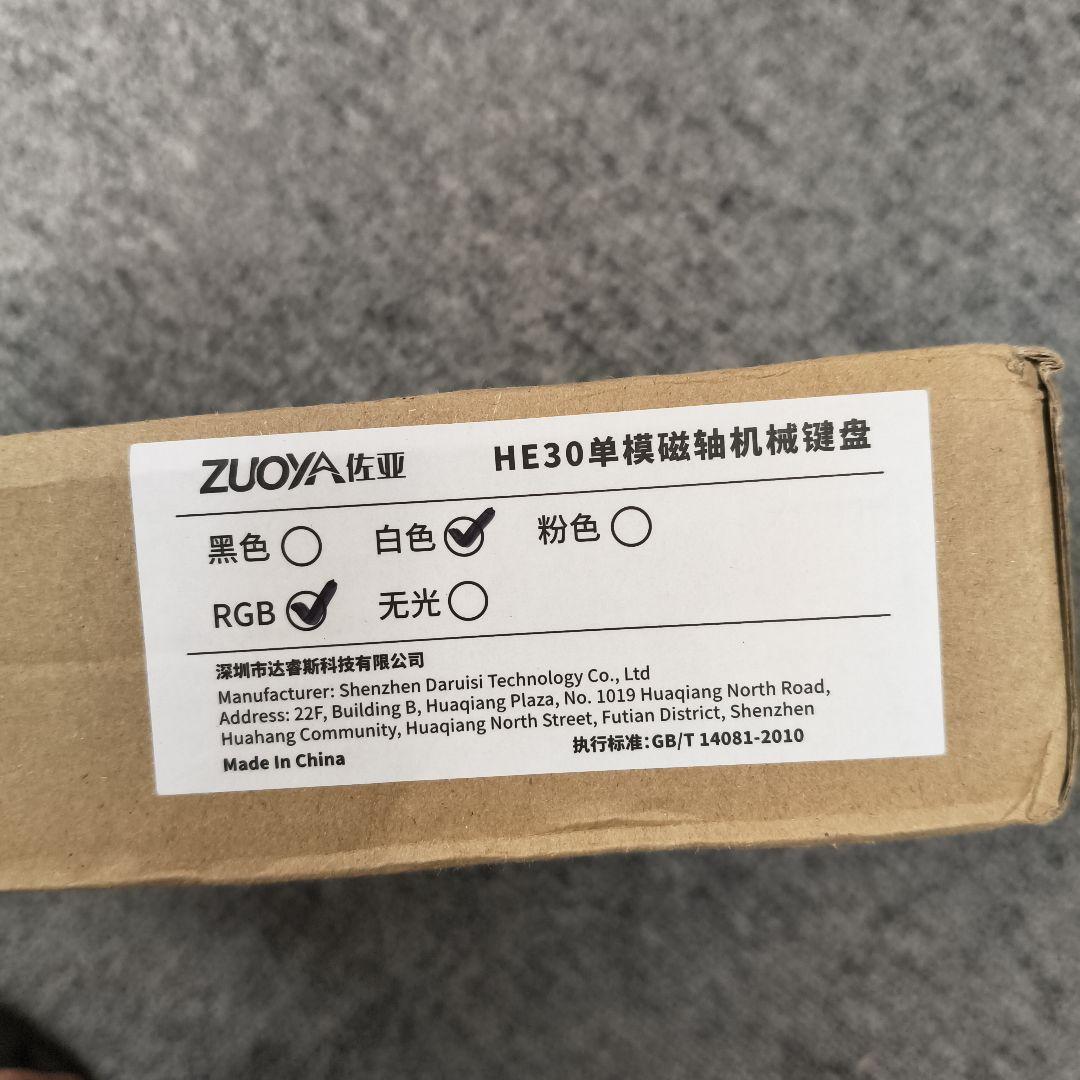 ZUOYA佐亚 HE30单模磁轴机械键盘
黑色 白色 粉色
RGB 无光
深圳市达睿斯科技有限公司
Manufacturer: Shenzhen Daruisi Technology Co., Ltd
Address: 22F, Building B, Huaqiang Plaza, No. 1019 Huaqiang North Road,
Huahang Community, Huaqiang North Street, Futian District, Shenzhen
Made In China 执行标准:GB/T 14081-2010